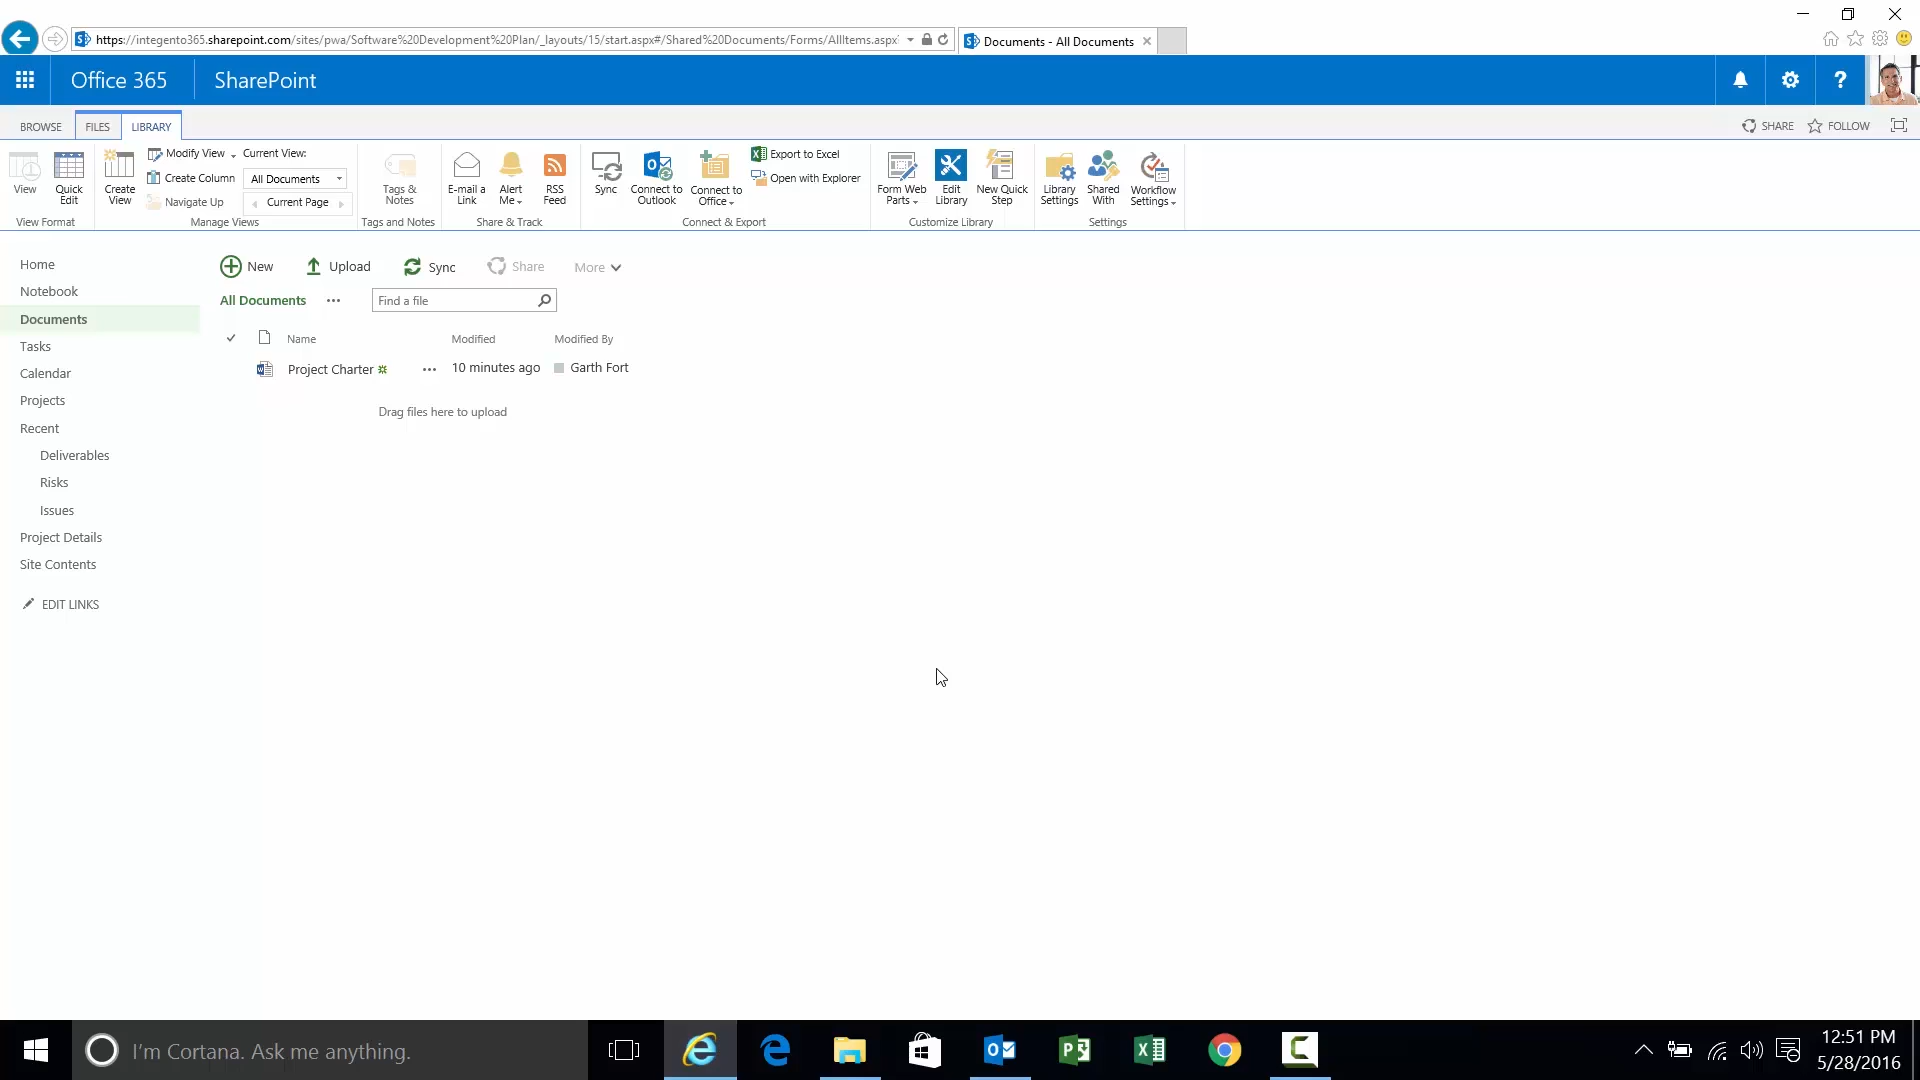 https://integento365.sharepoint.com/sites/pwa/Software%20Development%20Plan/_layouts/15/start.aspx#/Shared%20Documents/Forms/AllItems.aspx
Documents - All Documents
Office 365
SharePoint
?
BROWSE
FILES
LIBRARY
SHARE
FOLLOW
View
Quick
Edit
View Format
Create
View
Modify View
Create Column
Navigate Up
Current View:
All Documents
Current Page
Manage Views
Tags &
Notes
Tags and Notes
E-mail a
Link
Alert
Me
RSS
Feed
Share & Track
Sync
Connect to
Outlook
Connect to
Office
Export to Excel
Open with Explorer
Connect & Export
Form Web
Parts
Edit
Library
New Quick
Step
Customize Library
Library
Settings
Shared
With
Workflow
Settings
Settings
Home
Notebook
Documents
Tasks
Calendar
Projects
Recent
Deliverables
Risks
Issues
Project Details
Site Contents
EDIT LINKS
New
Upload
Sync
Share
More
All Documents
...
Find a file
Name
Modified
Modified By
Project Charter
...
10 minutes ago
Garth Fort
Drag files here to upload
I'm Cortana. Ask me anything.
12:51 PM
5/28/2016